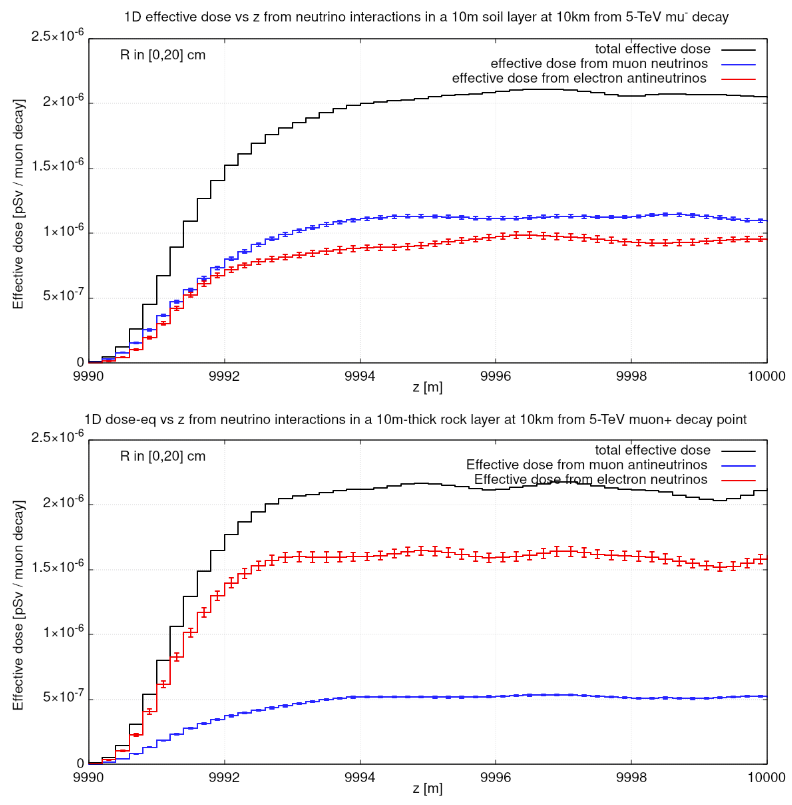 1D effective dose vs z from neutrino interactions in a 10m soil layer at 10km from 5-TeV mu⁻ decay
2.5×10⁻⁶
R in [0,20] cm
total effective dose
effective dose from muon neutrinos
effective dose from electron antineutrinos
2×10⁻⁶
1.5×10⁻⁶
1×10⁻⁶
5×10⁻⁷
0
Effective dose [pSv / muon decay]
9990
9992
9994
9996
9998
10000
z [m]
1D dose-eq vs z from neutrino interactions in a 10m-thick rock layer at 10km from 5-TeV muon+ decay point
2.5×10⁻⁶
R in [0,20] cm
total effective dose
Effective dose from muon antineutrinos
Effective dose from electron neutrinos
2×10⁻⁶
1.5×10⁻⁶
1×10⁻⁶
5×10⁻⁷
0
Effective dose [pSv / muon decay]
9990
9992
9994
9996
9998
10000
z [m]